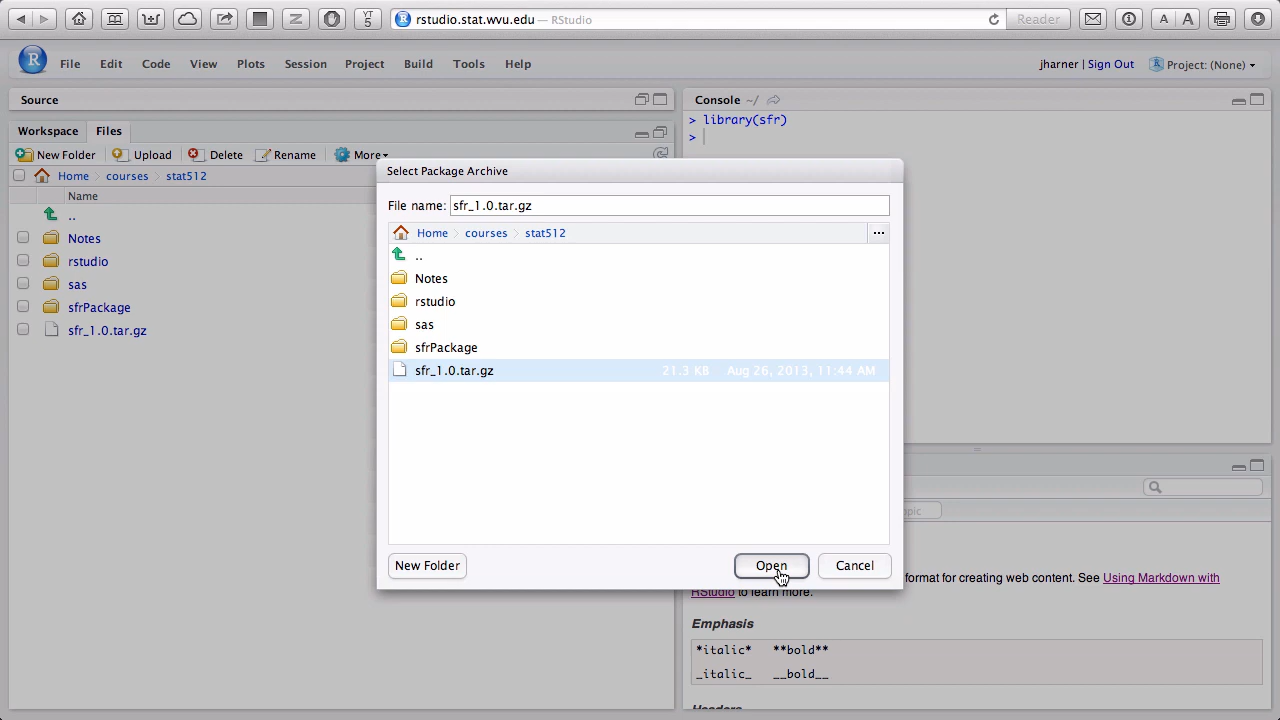 YT
5
rstudio.stat.wvu.edu — RStudio
Reader
A A
R File Edit Code View Plots Session Project Build Tools Help
jharner | Sign Out Project: (None)
Source
Workspace Files
New Folder Upload Delete Rename More
Home courses stat512
Name
..
Notes
rstudio
sas
sfrPackage
sfr_1.0.tar.gz
Select Package Archive
File name: sfr_1.0.tar.gz
Home courses stat512 ...
..
Notes
rstudio
sas
sfrPackage
sfr_1.0.tar.gz 21.3 KB Aug 26, 2013, 11:44 AM
New Folder Open Cancel
Console ~/
> library(sfr)
>
format for creating web content. See Using Markdown with
RStudio to learn more.
Emphasis
*italic* **bold**
_italic_ __bold__
Headers